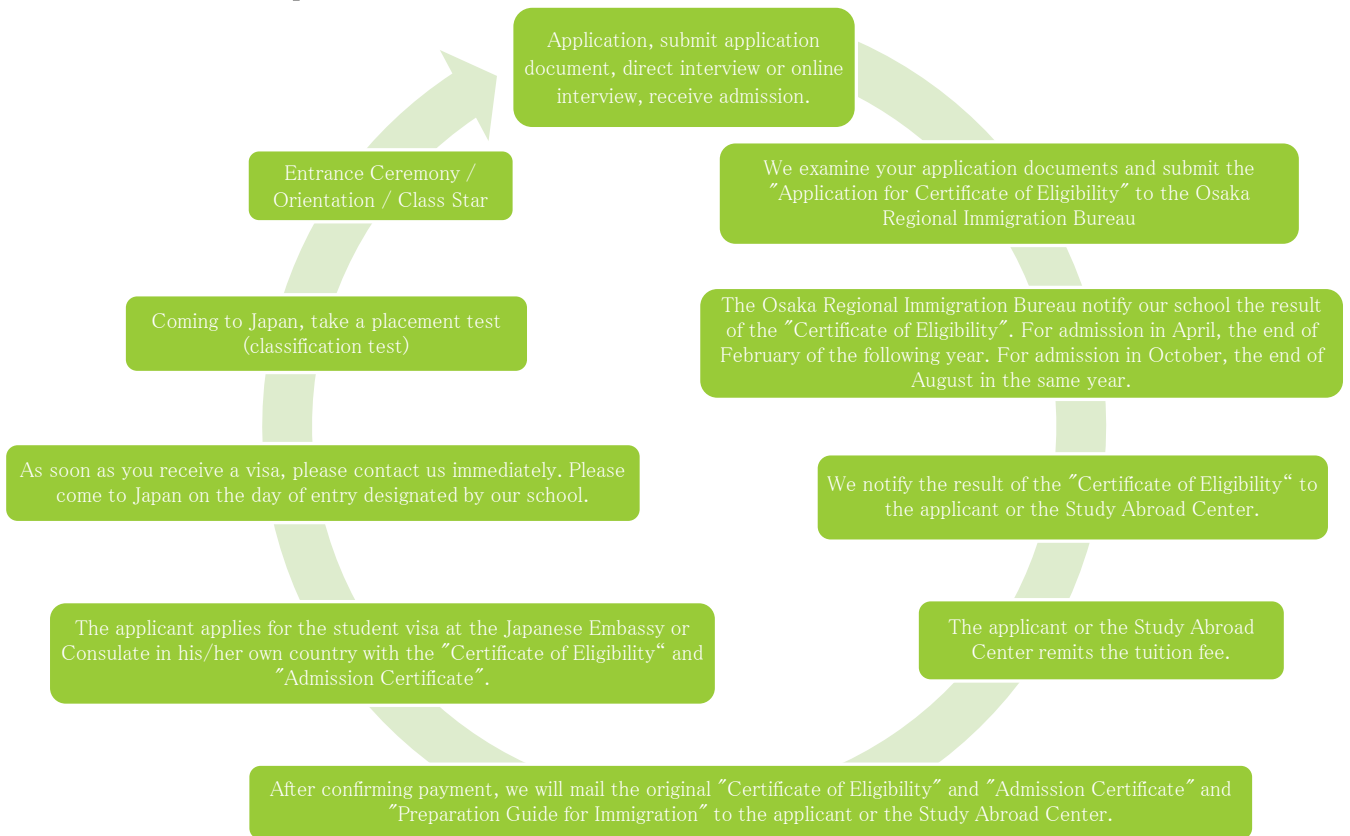 Application, submit application
document, direct interview or online
interview, receive admission.
We examine your application documents and submit the
"Application for Certificate of Eligibility" to the Osaka
Regional Immigration Bureau
The Osaka Regional Immigration Bureau notify our school the result
of the "Certificate of Eligibility". For admission in April, the end of
February of the following year. For admission in October, the end of
August in the same year.
We notify the result of the "Certificate of Eligibility“ to
the applicant or the Study Abroad Center.
The applicant or the Study Abroad
Center remits the tuition fee.
After confirming payment, we will mail the original "Certificate of Eligibility" and "Admission Certificate" and
"Preparation Guide for Immigration" to the applicant or the Study Abroad Center.
The applicant applies for the student visa at the Japanese Embassy or
Consulate in his/her own country with the "Certificate of Eligibility“ and
"Admission Certificate".
As soon as you receive a visa, please contact us immediately. Please
come to Japan on the day of entry designated by our school.
Coming to Japan, take a placement test
(classification test)
Entrance Ceremony /
Orientation / Class Star